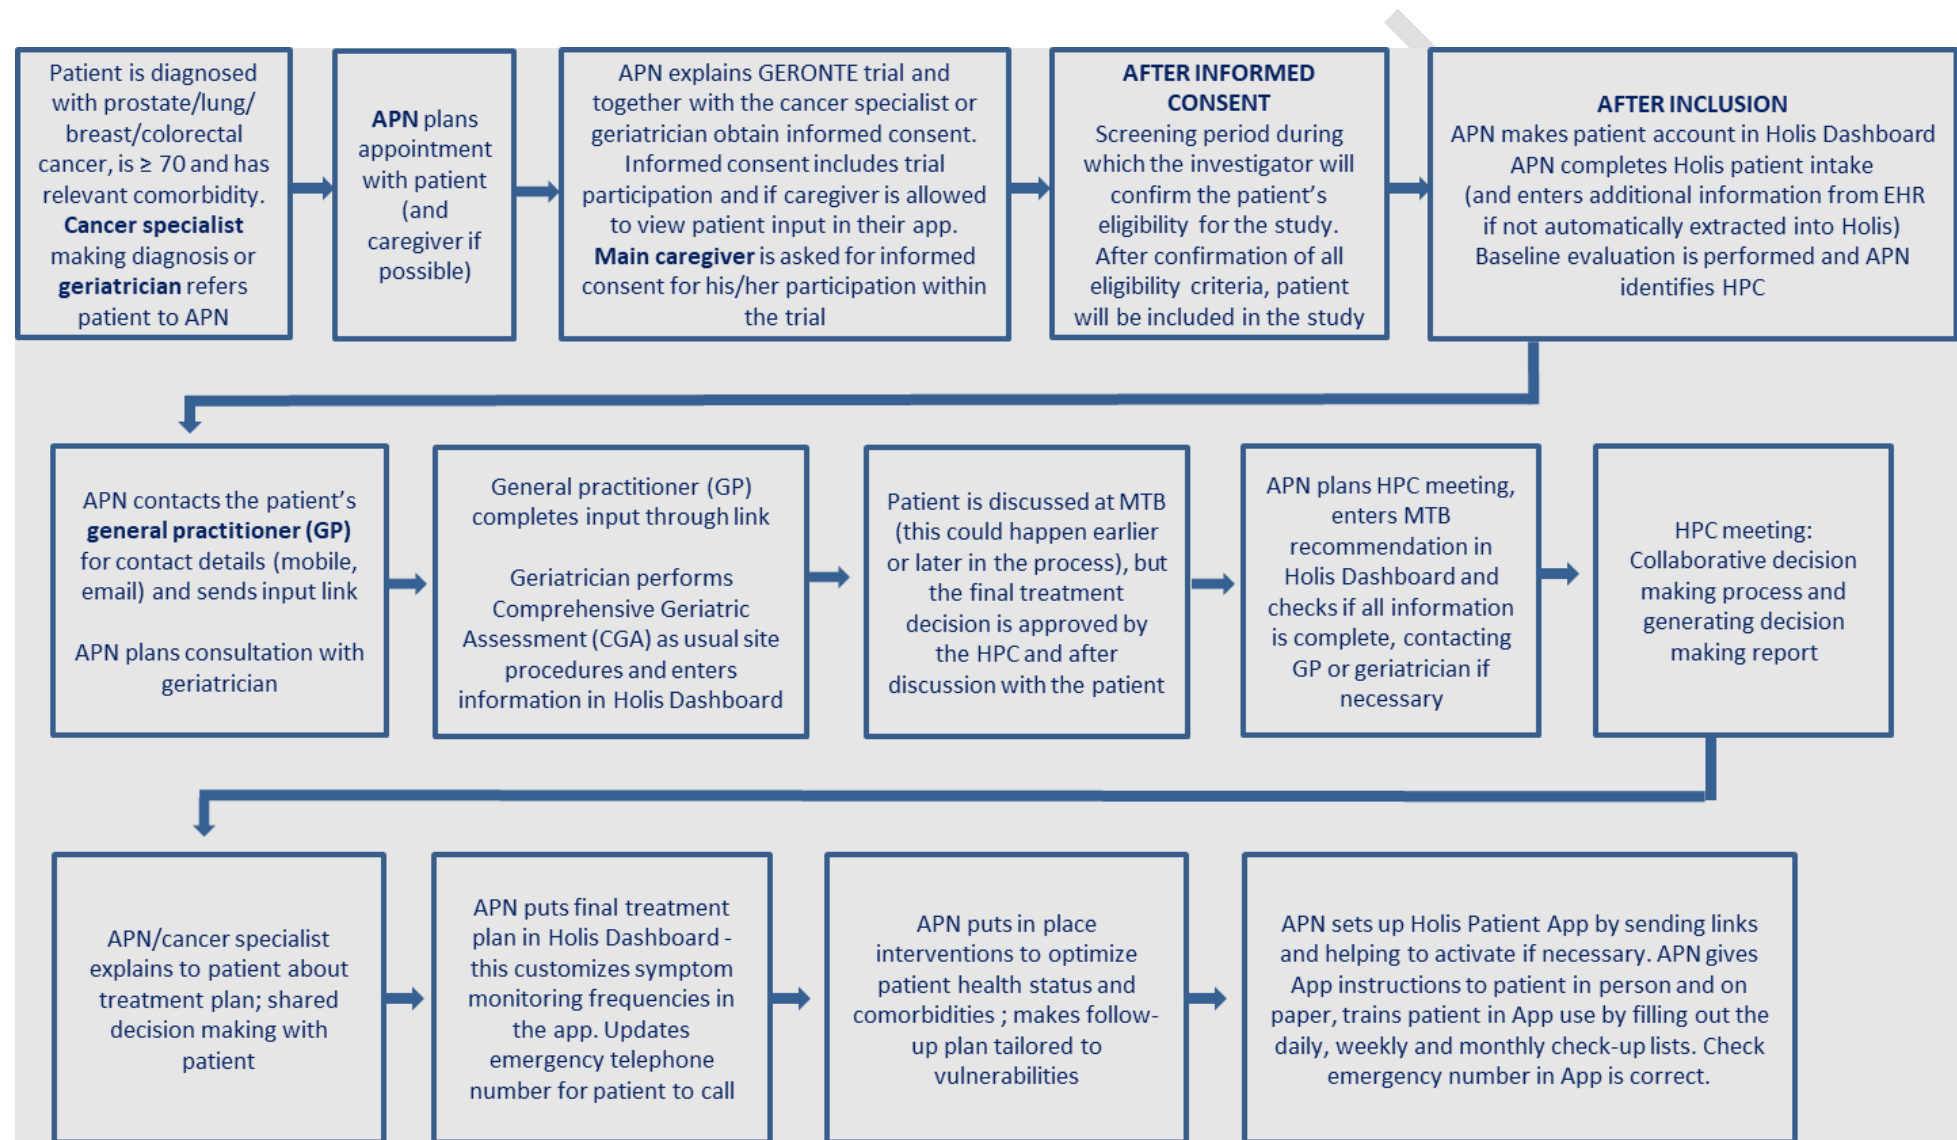 Patient is diagnosed
with prostate/lung/
breast/colorectal
cancer, is ≥ 70 and has
relevant comorbidity.
Cancer specialist
making diagnosis or
geriatrician refers
patient to APN
APN plans
appointment
with patient
(and
caregiver if
possible)
APN explains GERONTE trial and
together with the cancer specialist or
geriatrician obtain informed consent.
Informed consent includes trial
participation and if caregiver is allowed
to view patient input in their app.
Main caregiver is asked for informed
consent for his/her participation within
the trial
AFTER INFORMED
CONSENT
Screening period during
which the investigator will
confirm the patient's
eligibility for the study.
After confirmation of all
eligibility criteria, patient
will be included in the study
AFTER INCLUSION
APN makes patient account in Holis Dashboard
APN completes Holis patient intake
(and enters additional information from EHR
if not automatically extracted into Holis)
Baseline evaluation is performed and APN
identifies HPC
APN contacts the patient's
general practitioner (GP)
for contact details (mobile,
email) and sends input link
APN plans consultation with
geriatrician
General practitioner (GP)
completes input through link
Geriatrician performs
Comprehensive Geriatric
Assessment (CGA) as usual site
procedures and enters
information in Holis Dashboard
Patient is discussed at MTB
(this could happen earlier
or later in the process), but
the final treatment
decision is approved by
the HPC and after
discussion with the patient
APN plans HPC meeting,
enters MTB
recommendation in
Holis Dashboard and
checks if all information
is complete, contacting
GP or geriatrician if
necessary
HPC meeting:
Collaborative decision
making process and
generating decision
making report
APN/cancer specialist
explains to patient about
treatment plan; shared
decision making with
patient
APN puts final treatment
plan in Holis Dashboard -
this customizes symptom
monitoring frequencies in
the app. Updates
emergency telephone
number for patient to call
APN puts in place
interventions to optimize
patient health status and
comorbidities ; makes follow-
up plan tailored to
vulnerabilities
APN sets up Holis Patient App by sending links
and helping to activate if necessary. APN gives
App instructions to patient in person and on
paper, trains patient in App use by filling out the
daily, weekly and monthly check-up lists. Check
emergency number in App is correct.